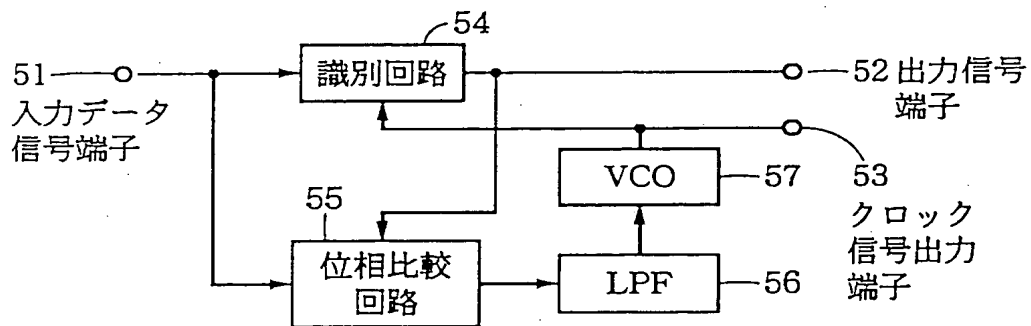 54
51
識別回路
52 出力信号
端子
入力データ
信号端子
VCO
57
53
クロック
信号出力
端子
55
位相比較
回路
LPF
56